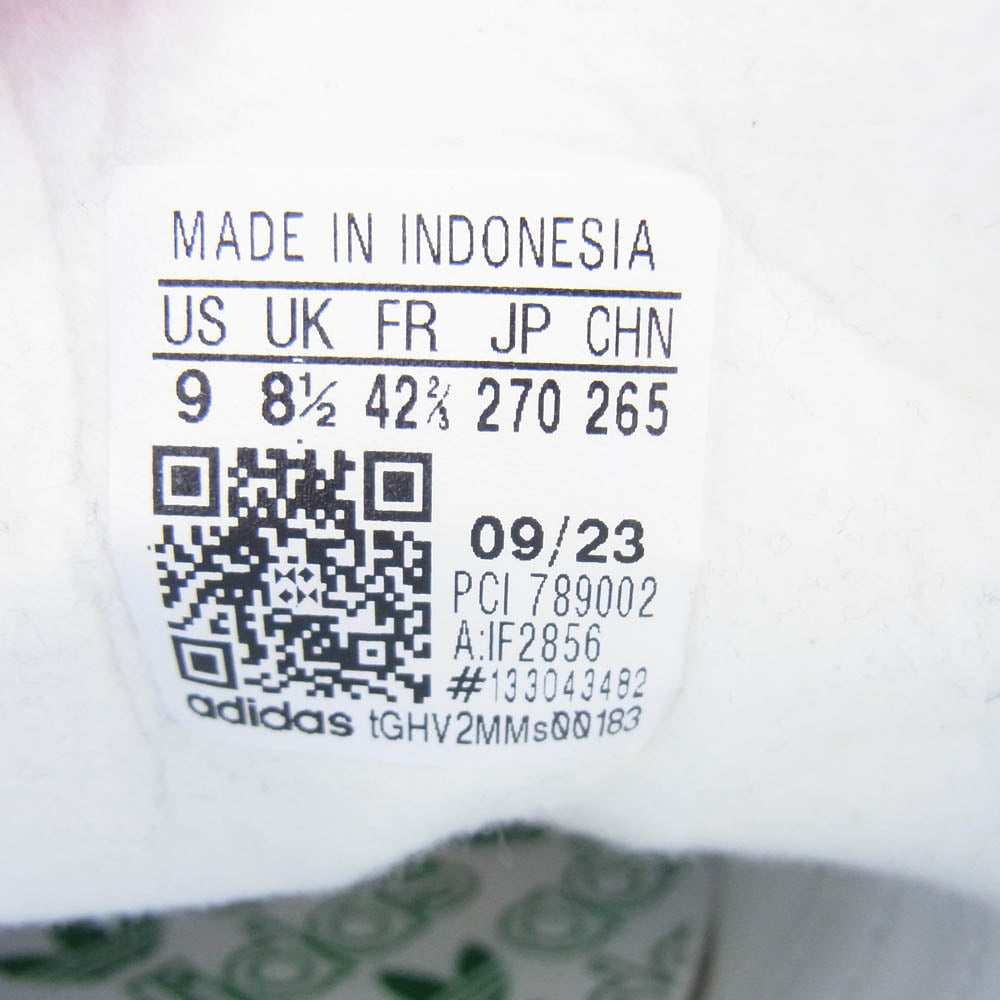 MADE IN INDONESIA
US UK FR JP CHN
9 8½ 42⅔ 270 265
09/23
PCI 789002
A:IF2856
#133043482
adidas tGHV2MMs00183
adidas